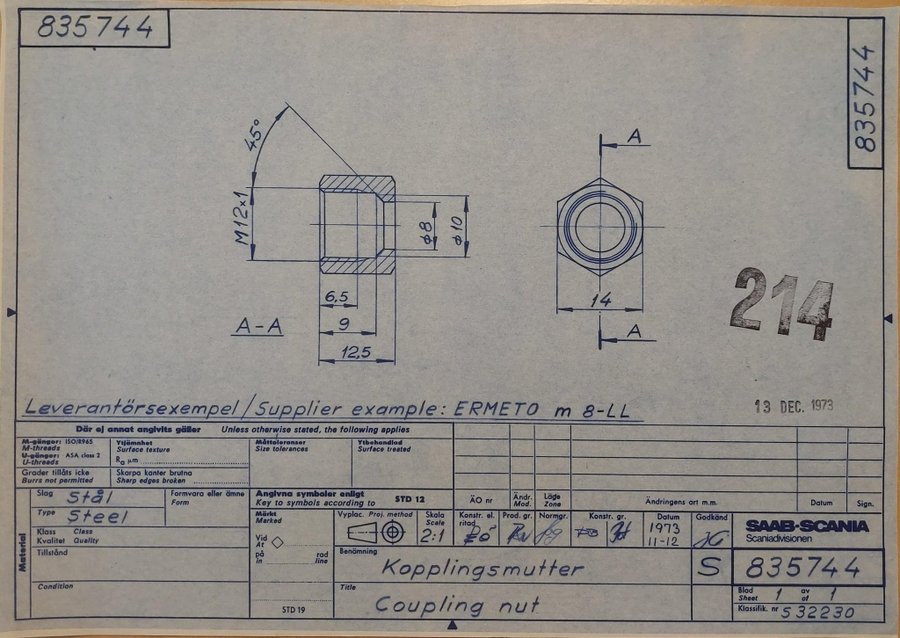 835744
835744
45°
M12x1
ø8
ø10
6,5
9
12,5
A-A
A
14
A
214
13 DEC. 1973
Leverantörsexempel/Supplier example: ERMETO m 8-LL
Där ej annat angivits gäller Unless otherwise stated, the following applies
M-gängor: ISO/R965
M-threads
U-gängor: ASA class 2
U-threads
Ytjämnhet
Surface texture
Ra µm
Måttoleranser
Size tolerances
Ytbehandlad
Surface treated
Grader tillåts icke
Burrs not permitted
Skarpa kanter brutna
Sharp edges broken
Material
Slag
Stål
Type
Steel
Formvara eller ämne
Form
Klass Class
Kvalitet Quality
Tillstånd
Condition
Angivna symboler enligt
Key to symbols according to STD 12
Märkt
Marked
Vid
At
på
in
rad
line
STD 19
ÄO nr
Ändr.
Mod.
Läge
Zone
Ändringens art m.m.
Datum
Sign.
Vyplac. Proj. method
Skala
Scale
2:1
Konstr. el.
ritad
Prod. gr.
Normgr.
Konstr. gr.
Datum
1973
11-12
Godkänd
SAAB-SCANIA
Scaniadivisionen
Benämning
Kopplingsmutter
Title
Coupling nut
S
835744
Blad
Sheet
1
av
of
1
Klassifik. nr 532230